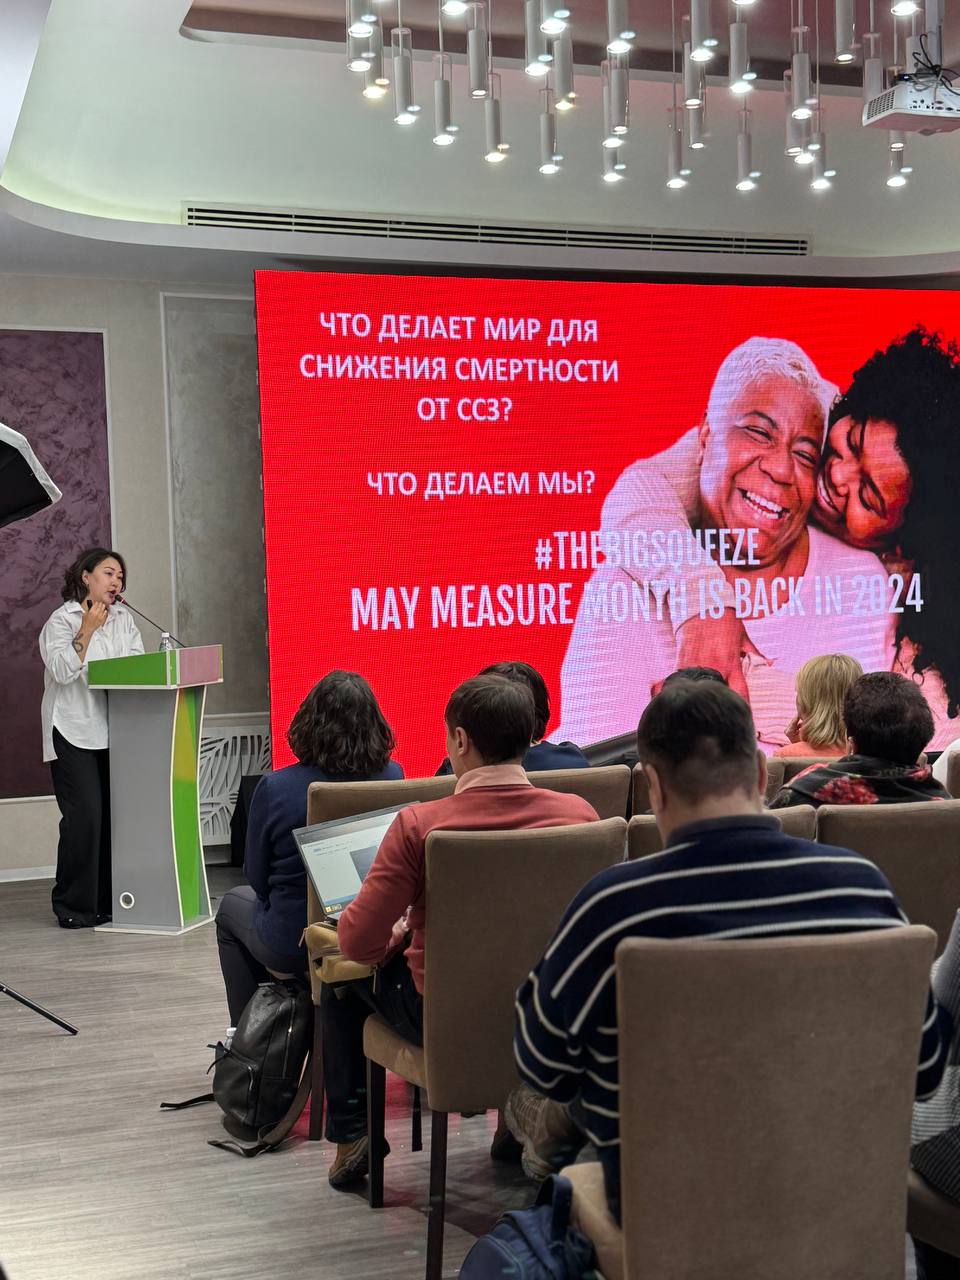 ЧТО ДЕЛАЕТ МИР ДЛЯ
СНИЖЕНИЯ СМЕРТНОСТИ
ОТ ССЗ?
ЧТО ДЕЛАЕМ МЫ?
#THEBIGSQUEEZE
MAY MEASURE MONTH IS BACK IN 2024